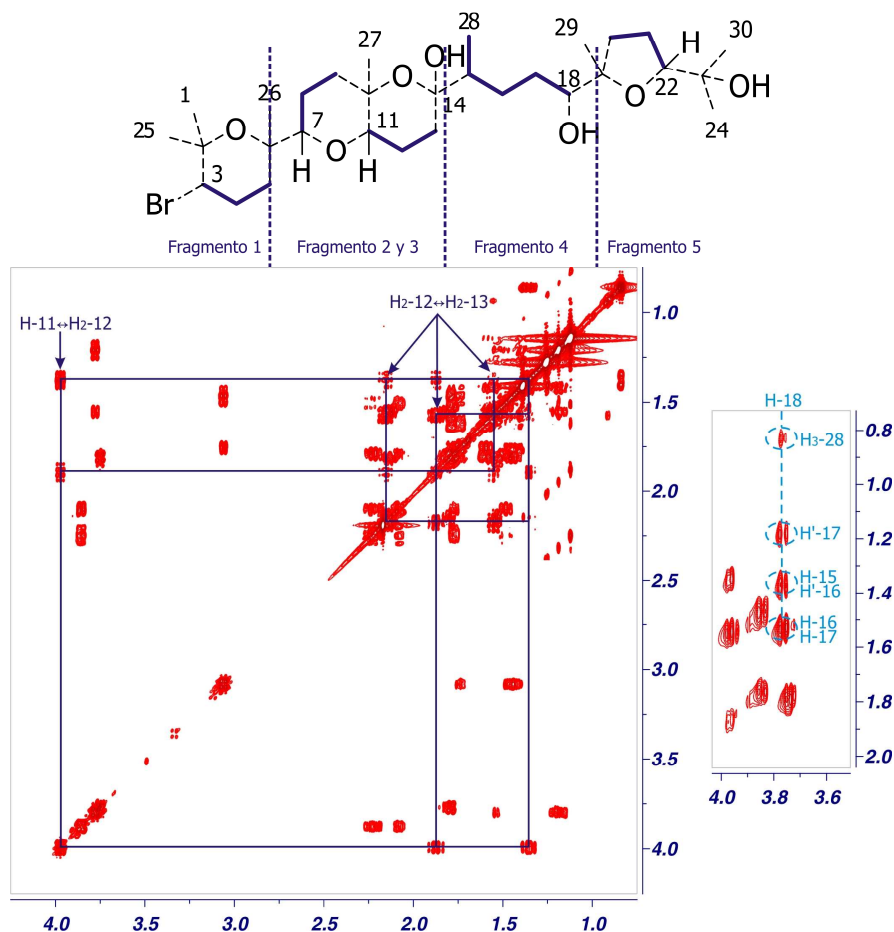 28
29
30
27
OH
H
26
1
O
O
14
18
22
OH
7
11
O
25
O
OH
24
H
H
3
Br
Fragmento 1
Fragmento 2 y 3
Fragmento 4
Fragmento 5
H-11↔H2-12
H2-12↔H2-13
1.0
1.5
2.0
2.5
3.0
3.5
4.0
4.0 3.5 3.0 2.5 2.0 1.5 1.0
H-18
H3-28
H'-17
H-15
H'-16
H-16
H-17
0.8
1.0
1.2
1.4
1.6
1.8
2.0
4.0 3.8 3.6